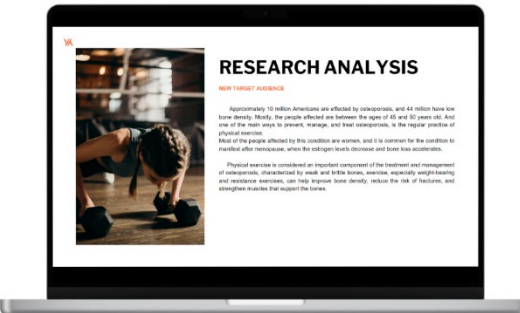 YA
RESEARCH ANALYSIS
NEW TARGET AUDIENCE
Approximately 10 million Americans are affected by osteoporosis, and 44 million have low
bone density. Mostly, the people affected are between the ages of 45 and 50 years old. And
one of the main ways to prevent, manage, and treat osteoporosis, is the regular practice of
physical exercise.
Most of the people affected by this condition are women, and it is common for the condition to
manifest after menopause, when the estrogen levels decrease and bone loss accelerates.
Physical exercise is considered an important component of the treatment and management
of osteoporosis, characterized by weak and brittle bones, exercise, especially weight-bearing
and resistance exercises, can help improve bone density, reduce the risk of fractures, and
strengthen muscles that support the bones.